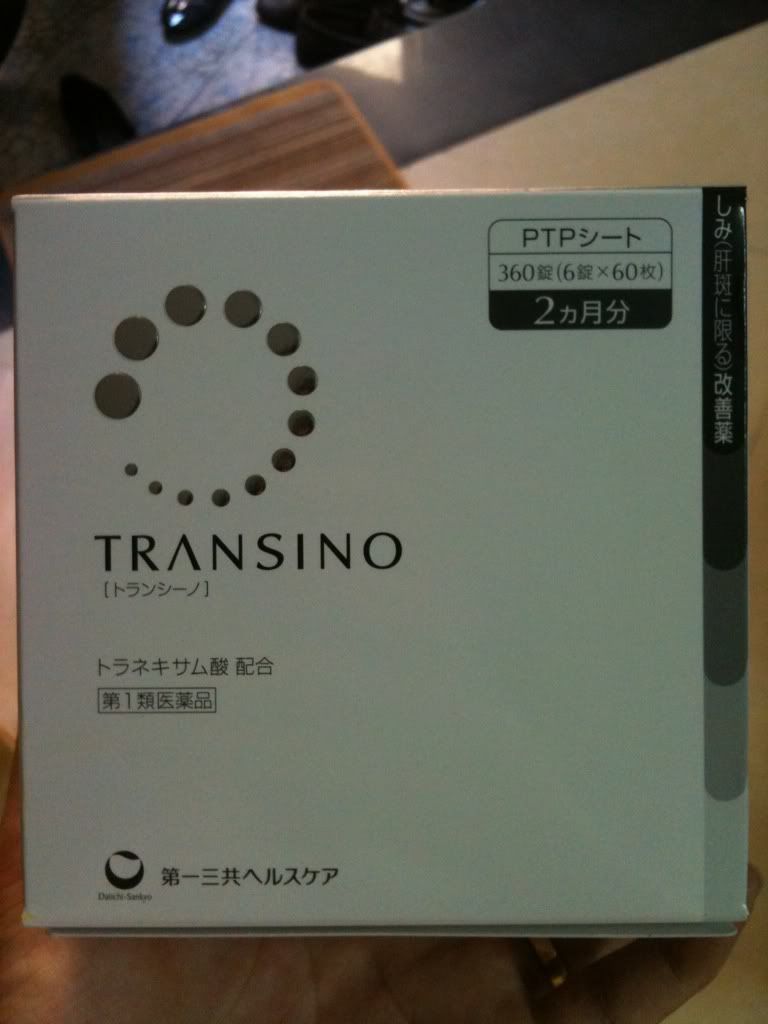 PTPシート
360錠(6錠×60枚)
2ヵ月分
しみ(肝斑に限る)改善薬
TRANSINO
[トランシーノ]
トラネキサム酸 配合
第1類医薬品
Daiichi-Sankyo
第一三共ヘルスケア